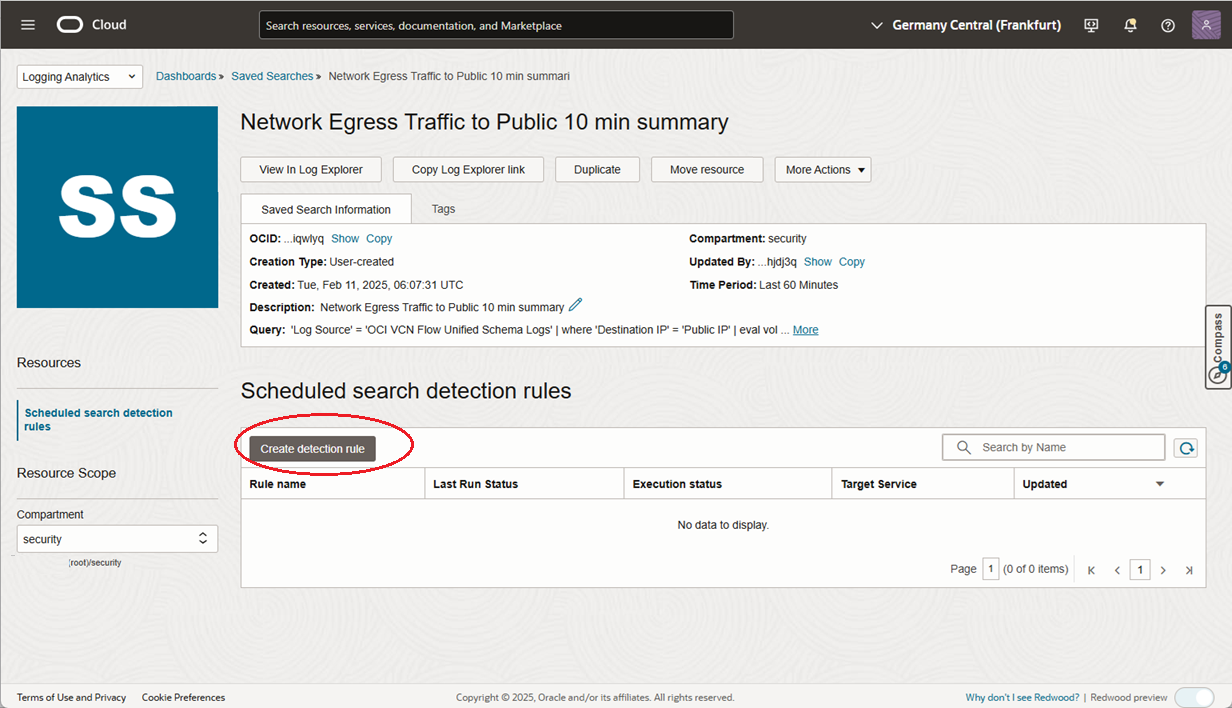 Cloud
Search resources, services, documentation, and Marketplace
Germany Central (Frankfurt)
Logging Analytics
Dashboards » Saved Searches » Network Egress Traffic to Public 10 min summari
SS
Network Egress Traffic to Public 10 min summary
View In Log Explorer
Copy Log Explorer link
Duplicate
Move resource
More Actions
Saved Search Information
Tags
OCID: ...iqwlyq Show Copy
Compartment: security
Creation Type: User-created
Updated By: ...hjdj3q Show Copy
Created: Tue, Feb 11, 2025, 06:07:31 UTC
Time Period: Last 60 Minutes
Description: Network Egress Traffic to Public 10 min summary
Query: 'Log Source' = 'OCI VCN Flow Unified Schema Logs' | where 'Destination IP' = 'Public IP' | eval vol ... More
Compass
6
Resources
Scheduled search detection
rules
Resource Scope
Compartment
security
(root)/security
Scheduled search detection rules
Create detection rule
Search by Name
Rule name
Last Run Status
Execution status
Target Service
Updated
No data to display.
Page 1 (0 of 0 items)
1
Terms of Use and Privacy
Cookie Preferences
Copyright © 2025, Oracle and/or its affiliates. All rights reserved.
Why don't I see Redwood? | Redwood preview